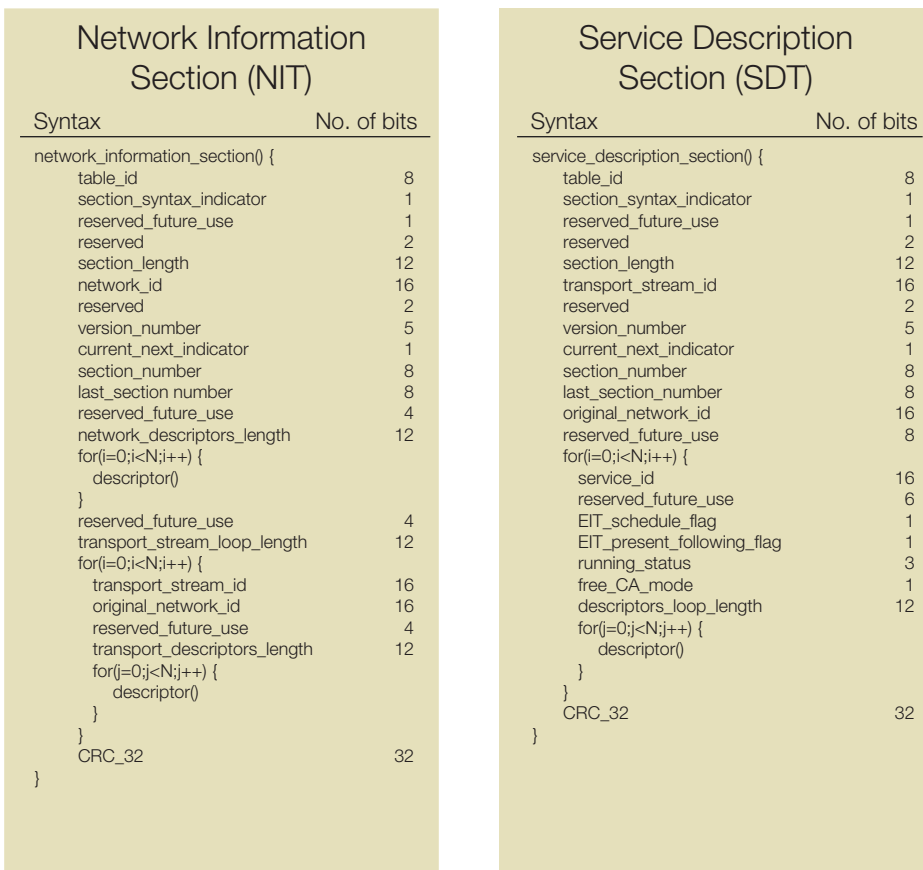 Network Information
Section (NIT)
Syntax No. of bits
network_information_section() {
table_id 8
section_syntax_indicator 1
reserved_future_use 1
reserved 2
section_length 12
network_id 16
reserved 2
version_number 5
current_next_indicator 1
section_number 8
last_section number 8
reserved_future_use 4
network_descriptors_length 12
for(i=0;i<N;i++) {
descriptor()
}
reserved_future_use 4
transport_stream_loop_length 12
for(i=0;i<N;i++) {
transport_stream_id 16
original_network_id 16
reserved_future_use 4
transport_descriptors_length 12
for(j=0;j<N;j++) {
descriptor()
}
}
CRC_32 32
}
Service Description
Section (SDT)
Syntax No. of bits
service_description_section() {
table_id 8
section_syntax_indicator 1
reserved_future_use 1
reserved 2
section_length 12
transport_stream_id 16
reserved 2
version_number 5
current_next_indicator 1
section_number 8
last_section_number 8
original_network_id 16
reserved_future_use 8
for(i=0;i<N;i++) {
service_id 16
reserved_future_use 6
EIT_schedule_flag 1
EIT_present_following_flag 1
running_status 3
free_CA_mode 1
descriptors_loop_length 12
for(j=0;j<N;j++) {
descriptor()
}
}
CRC_32 32
}